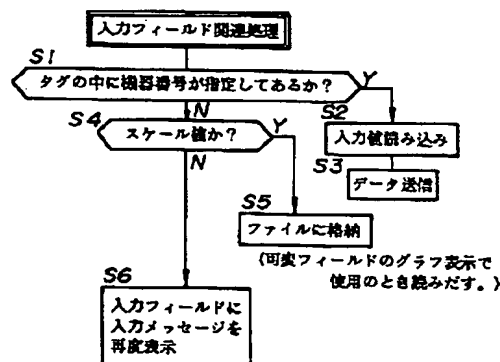 入力フィールド関連処理
S1
タグの中に機器番号が指定してあるか?
Y
N
S2
入力値読み込み
S3
データ送信
S4
スケール値か?
Y
N
S5
ファイルに格納
(可変フィールドのグラフ表示で
使用のとき読みだす。)
S6
入力フィールドに
入力メッセージを
再度表示